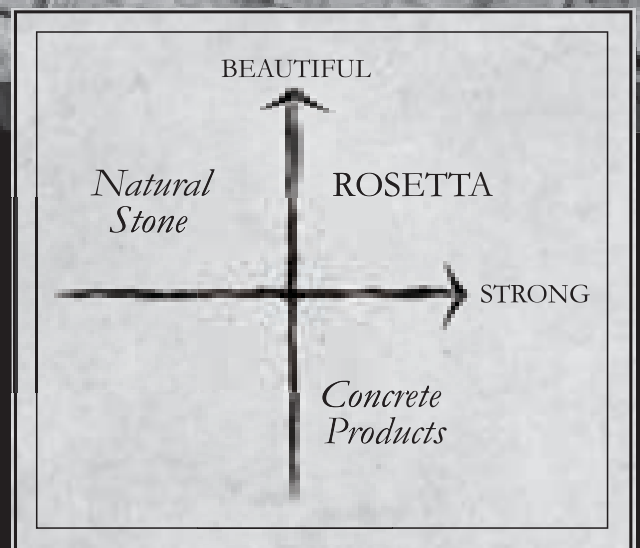 BEAUTIFUL
Natural
Stone
ROSETTA
STRONG
Concrete
Products